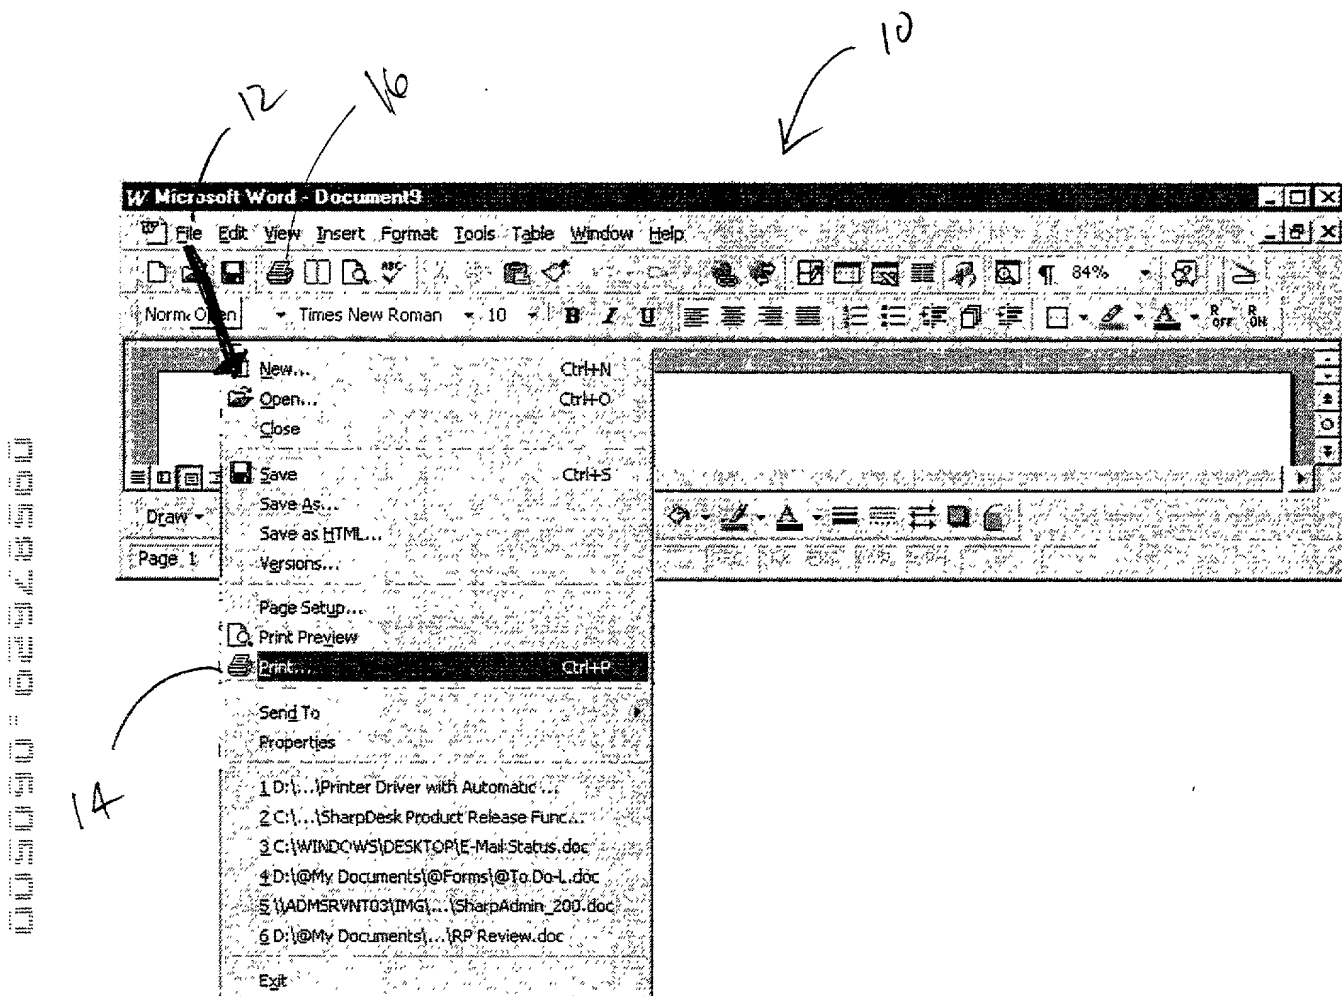 10
12
16
Microsoft Word - Document9
File Edit View Insert Format Tools Table Window Help
ABC 84%
Open Times New Roman 10 B I U A R OFF R ON
New... Ctrl+N
Open... Ctrl+O
Close
Save Ctrl+S
Save As...
Draw A
Save as HTML...
Page 1
Versions...
Page Setup...
Print Preview
Print... Ctrl+P
14
Send To
Properties
1 D:\...\Printer Driver with Automatic ...
2 C:\...\SharpDesk Product Release Func...
3 C:\WINDOWS\DESKTOP\E-Mail Status.doc
4 D:\@My Documents\@Forms\@To Do-L.doc
5 \\ADMSRVNT03\IMG\...\SharpAdmin_200.doc
6 D:\@My Documents\...\RP Review.doc
Exit